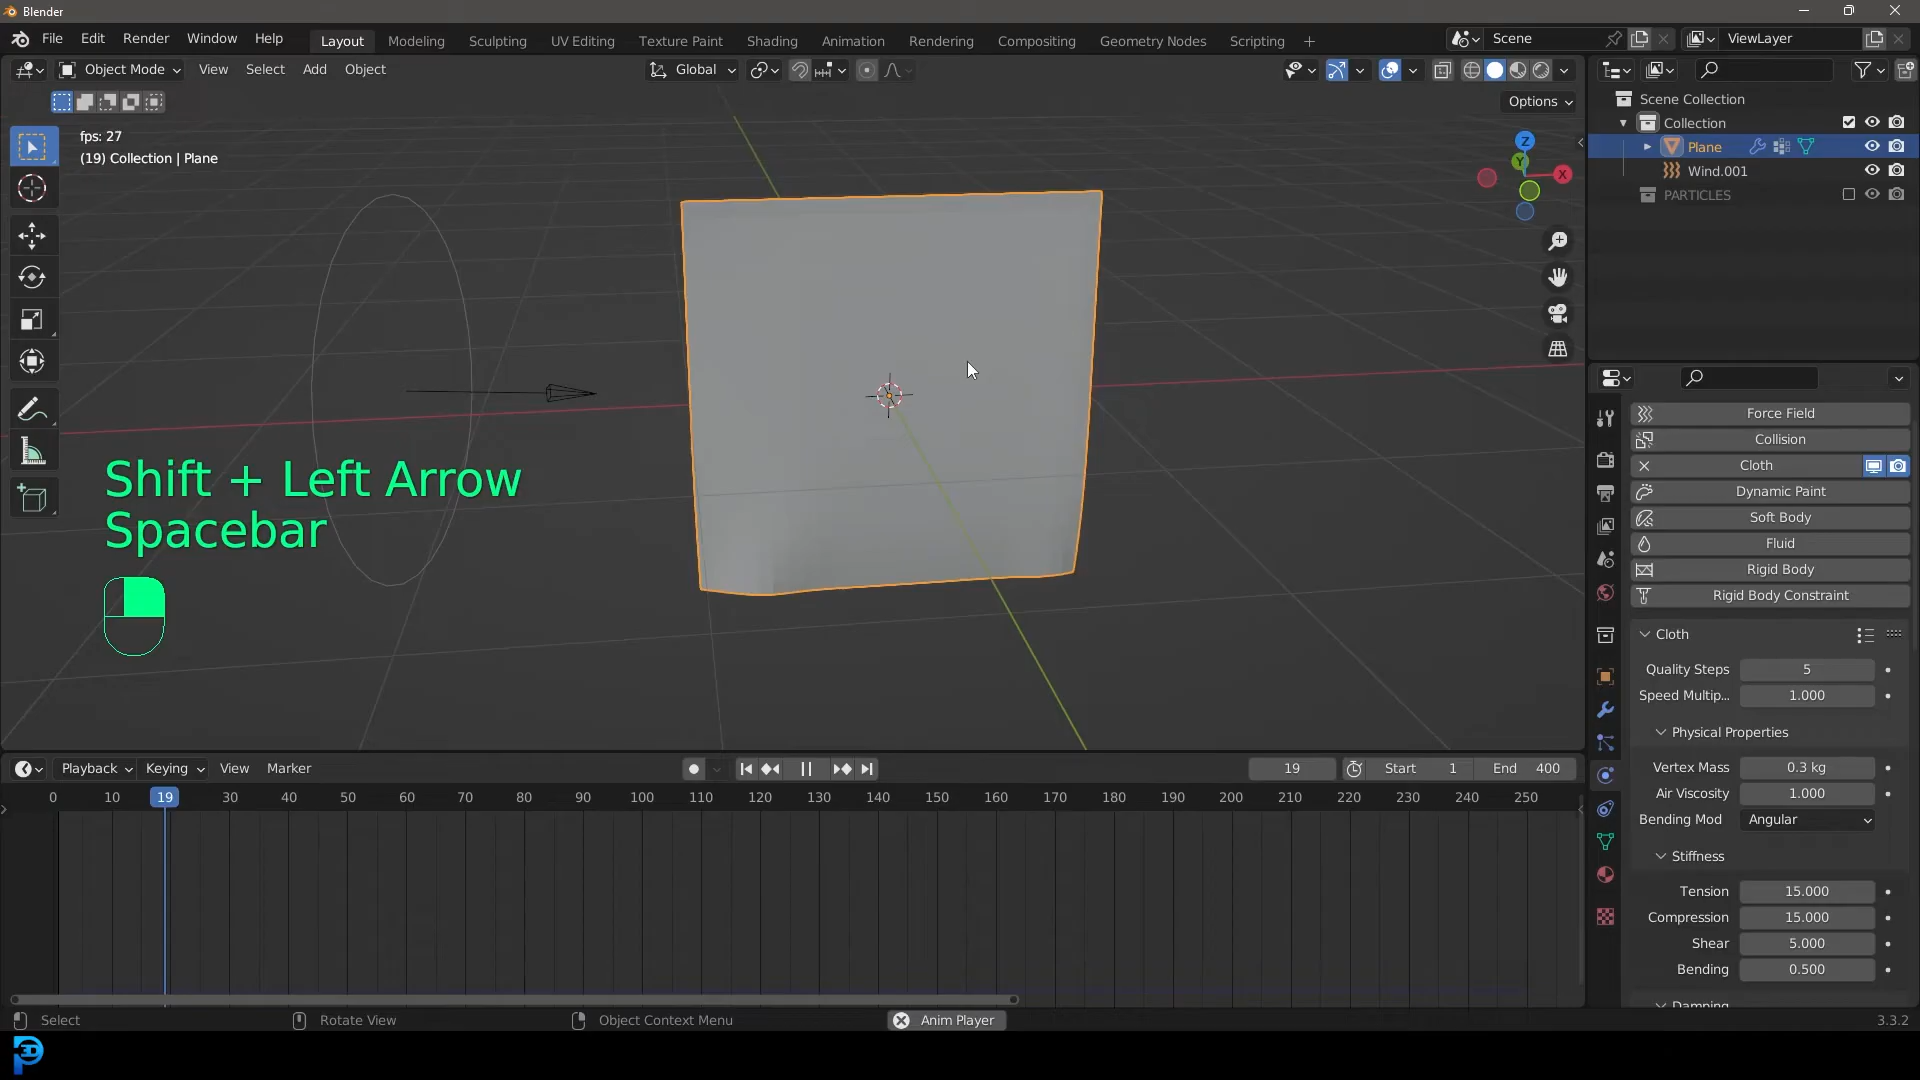 Blender
File Edit Render Window Help
Layout Modeling Sculpting UV Editing Texture Paint Shading Animation Rendering Compositing Geometry Nodes Scripting +
Scene
ViewLayer
Object Mode View Select Add Object
Global
Options
fps: 27
(19) Collection | Plane
Z
Y
X
Scene Collection
Collection
Plane
Wind.001
PARTICLES
Shift + Left Arrow
Spacebar
Force Field
Collision
Cloth
Dynamic Paint
Soft Body
Fluid
Rigid Body
Rigid Body Constraint
Cloth
Quality Steps 5
Speed Multip... 1.000
Physical Properties
Vertex Mass 0.3 kg
Air Viscosity 1.000
Bending Mod Angular
Stiffness
Tension 15.000
Compression 15.000
Shear 5.000
Bending 0.500
Damping
Playback Keying View Marker
19 Start 1 End 400
0 10 19 30 40 50 60 70 80 90 100 110 120 130 140 150 160 170 180 190 200 210 220 230 240 250
Select Rotate View Object Context Menu Anim Player 3.3.2